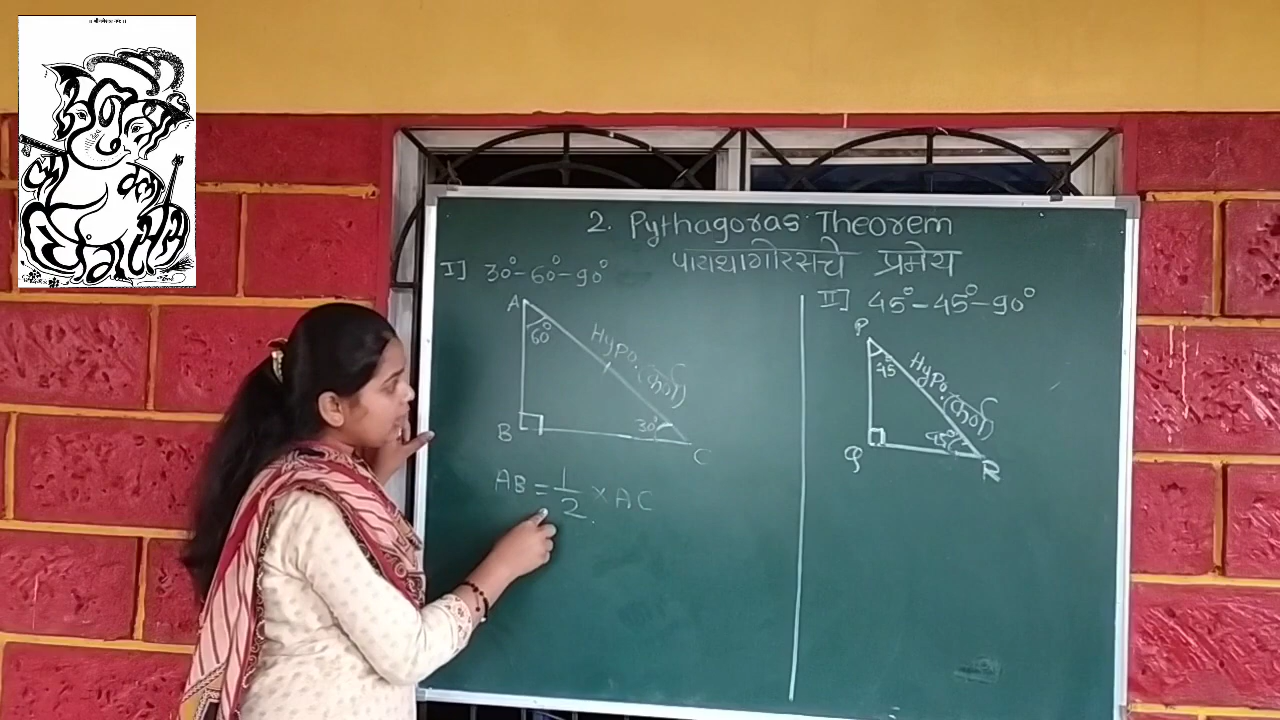 2. Pythagoras Theorem
पायथागोरसचे प्रमेय
I] 30°-60°-90°
A
60°
Hypo. (कर्ण)
30°
B
C
AB = 1/2 × AC
II] 45°-45°-90°
P
45°
Hypo. (कर्ण)
45°
Q
R